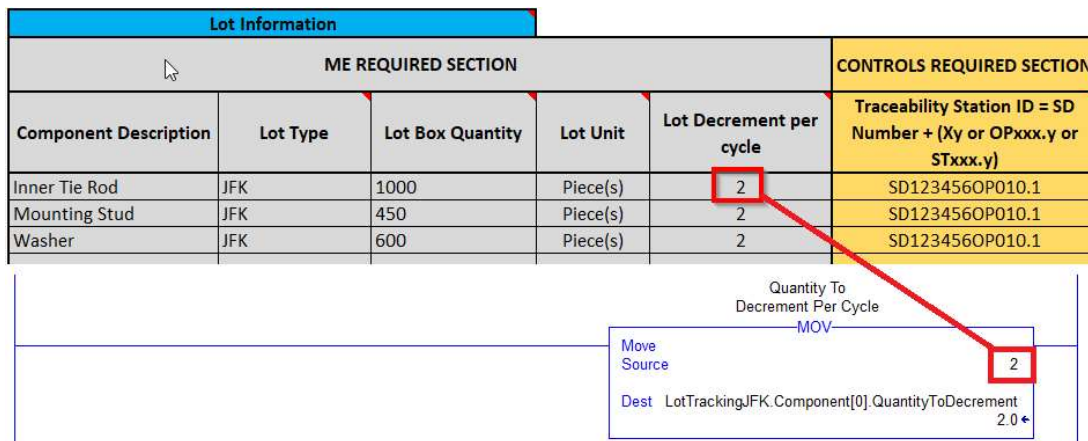 Lot Information
ME REQUIRED SECTION
CONTROLS REQUIRED SECTION
Component Description
Lot Type
Lot Box Quantity
Lot Unit
Lot Decrement per
cycle
Traceability Station ID = SD
Number + (Xy or OPxxx.y or
STxxx.y)
Inner Tie Rod JFK 1000 Piece(s) 2 SD123456OP010.1
Mounting Stud JFK 450 Piece(s) 2 SD123456OP010.1
Washer JFK 600 Piece(s) 2 SD123456OP010.1
Quantity To
Decrement Per Cycle
MOV
Move
Source 2
Dest LotTrackingJFK.Component[0].QuantityToDecrement
2.0